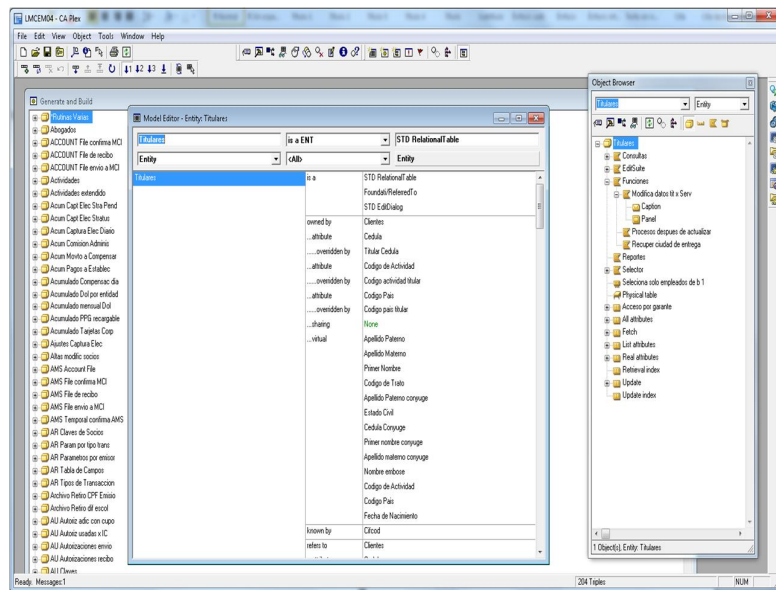 LMCEM04 - CA Plex
File Edit View Object Tools Window Help
Generate and Build
*Rutinas Varias
Abogados
ACCOUNT File confirma MCI
ACCOUNT File de recibo
ACCOUNT File envio a MCI
Actividades
Actividades extendido
Acum Capt Elec Stra Pend
Acum Capt Elec Stratus
Acum Captura Elec Diario
Acum Comision Adminis
Acum Movto a Compensar
Acum Pagos a Establec
Acumulado Compensac dia
Acumulado Dol por entidad
Acumulado mensual Dol
Acumulado PPG recargable
Acumulado Tarjetas Corp
Ajustes Captura Elec
Altas modific socios
AMS Account File
AMS File confirma MCI
AMS File de recibo
AMS File envio a MCI
AMS Temporal confirma AMS
AR Claves de Socios
AR Param por tipo trans
AR Parametros por emisor
AR Tabla de Campos
AR Tipos de Transaccion
Archivo Retiro CPF Emisio
Archivo Retiro dif escol
AU Autoriz adic con cupo
AU Autoriz usadas x IC
AU Autorizaciones envio
AU Autorizaciones recibo
AU Claves
Model Editor - Entity: Titulares
Titulares is a ENT STD RelationalTable
Entity <All> Entity
Titulares is a STD RelationalTable
Foundati/ReferedTo
STD EditDialog
owned by Clientes
...attribute Cedula
......overridden by Titular Cedula
...attribute Codigo de Actividad
......overridden by Codigo actividad titular
...attribute Codigo Pais
......overridden by Codigo pais titular
...sharing None
...virtual Apellido Paterno
Apellido Materno
Primer Nombre
Codigo de Trato
Apellido Paterno conyuge
Estado Civil
Cedula Conyuge
Primer nombre conyuge
Apellido materno conyuge
Nombre embose
Codigo de Actividad
Codigo Pais
Fecha de Nacimiento
known by Cifcod
refers to Clientes
Object Browser
Titulares Entity
Titulares
Consultas
EditSuite
Funciones
Modifica datos tit x Serv
Caption
Panel
Procesos despues de actualizar
Recuper ciudad de entrega
Reportes
Selector
Seleciona solo empleados de b 1
Physical table
Acceso por garante
All attributes
Fetch
List attributes
Real attributes
Retrieval index
Update
Update index
1 Object(s), Entity: Titulares
Ready. Messages:1 204 Triples NUM